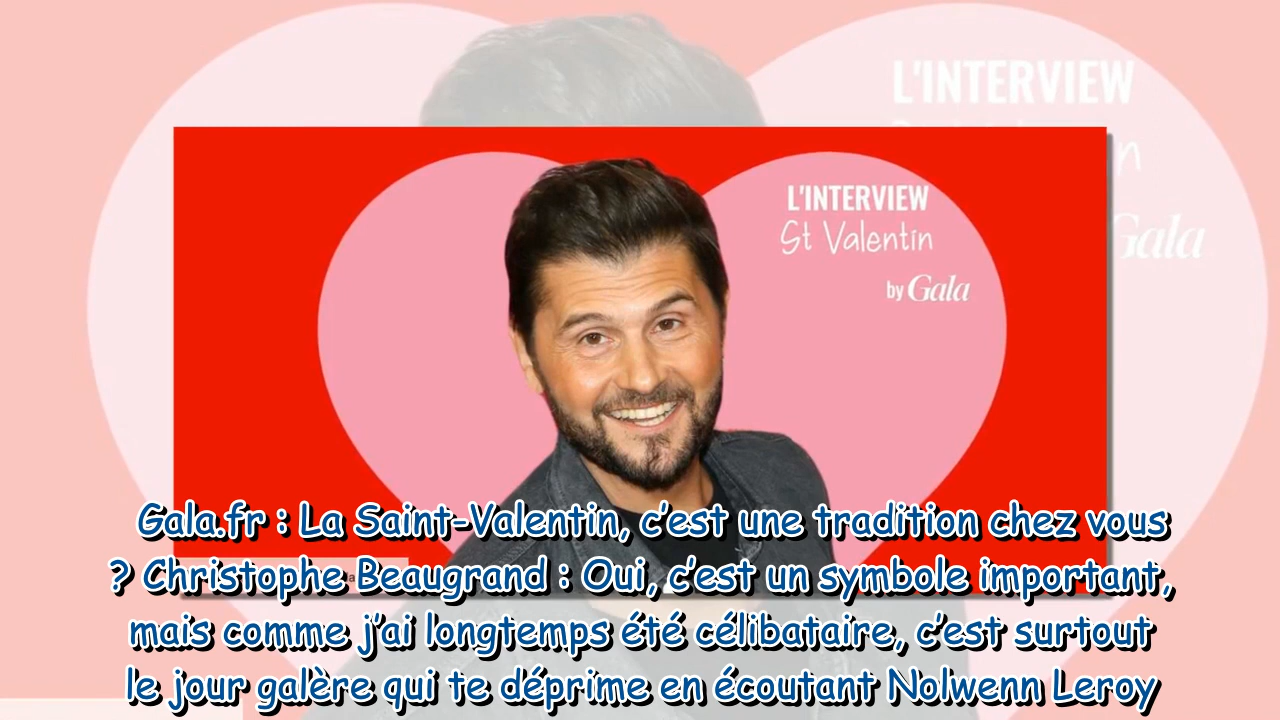 L'INTERVIEW
n
Gala
L'INTERVIEW
St Valentin
by Gala
Gala.fr : La Saint-Valentin, c'est une tradition chez vous
? Christophe Beaugrand : Oui, c'est un symbole important,
mais comme j'ai longtemps été célibataire, c'est surtout
le jour galère qui te déprime en écoutant Nolwenn Leroy